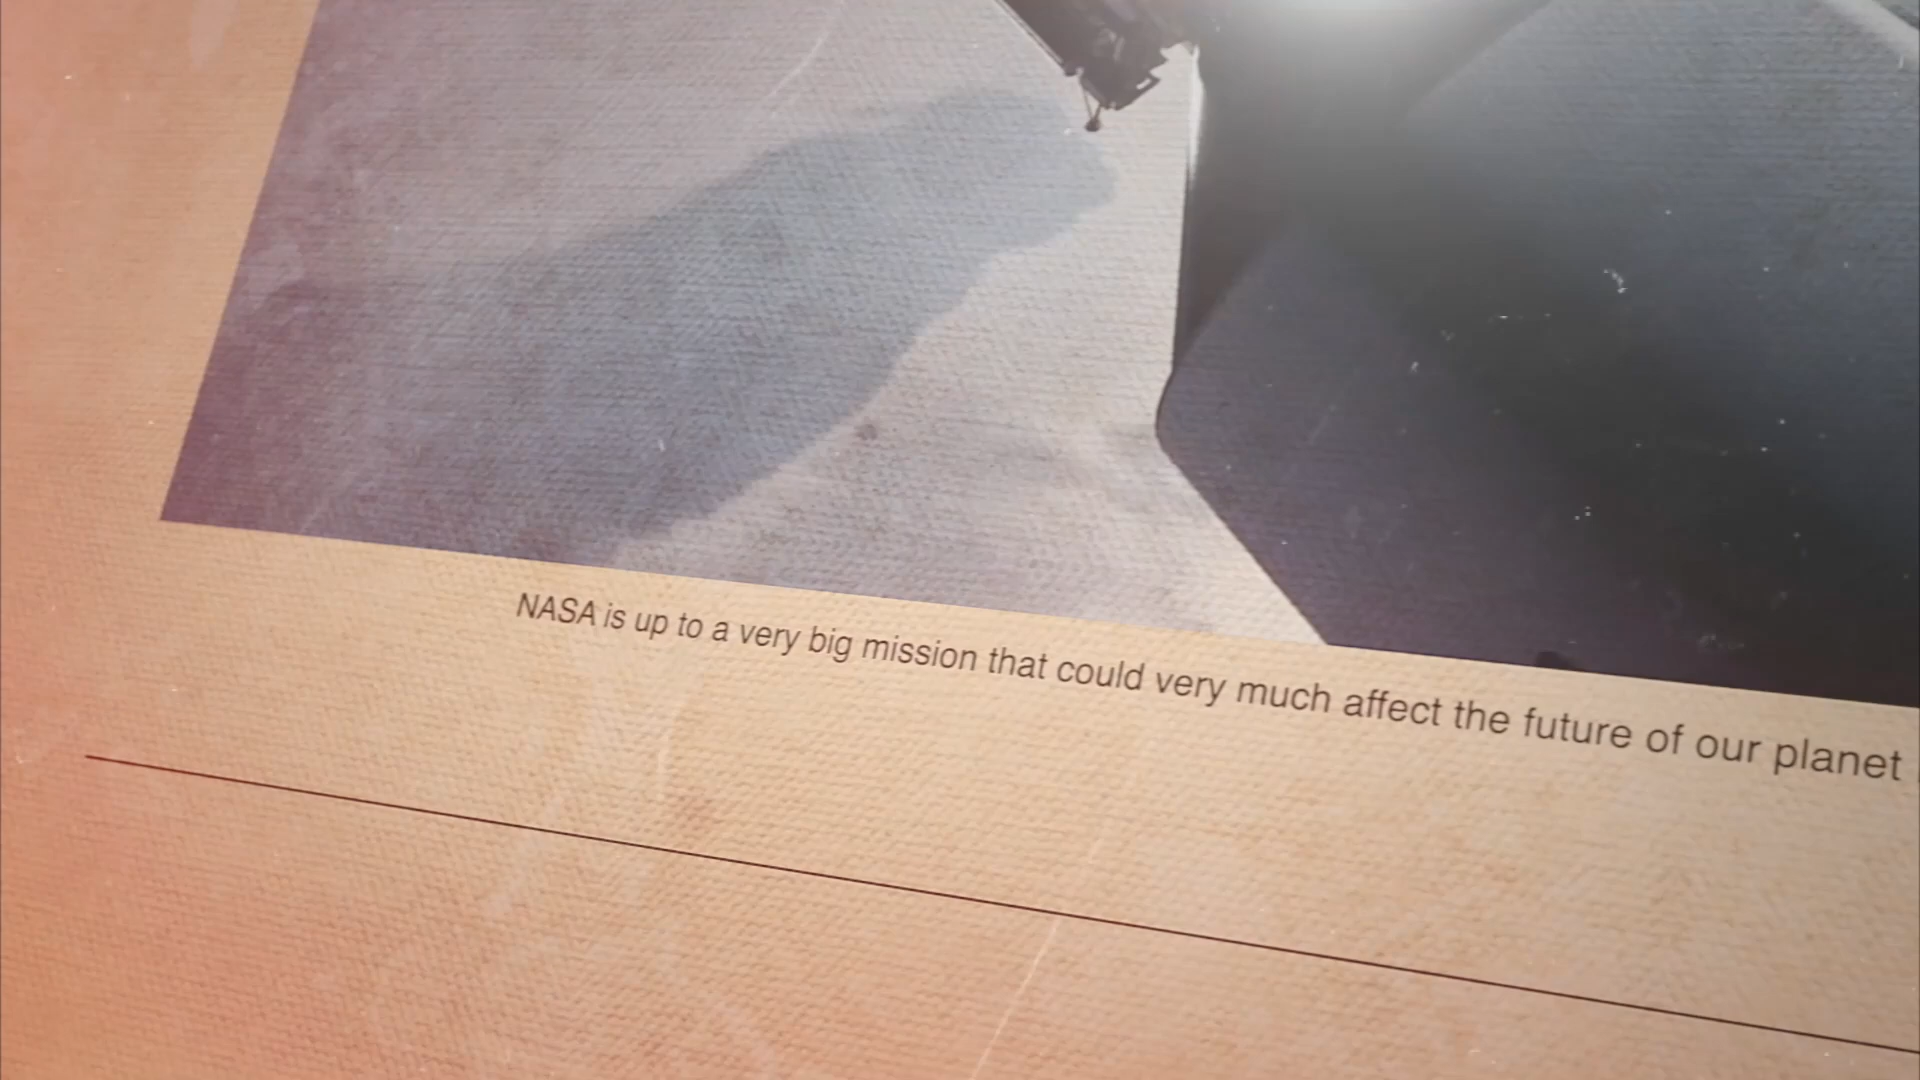 NASA is up to a very big mission that could very much affect the future of our planet